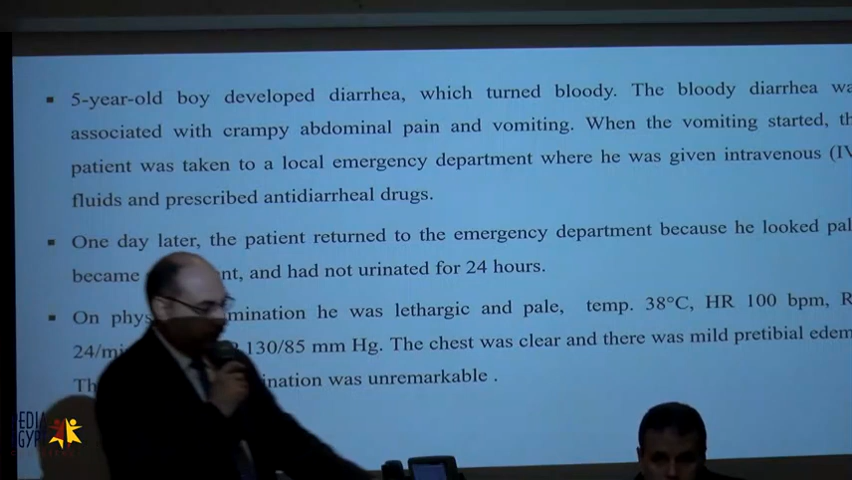 ▪ 5-year-old boy developed diarrhea, which turned bloody. The bloody diarrhea wa
associated with crampy abdominal pain and vomiting. When the vomiting started, th
patient was taken to a local emergency department where he was given intravenous (IV
fluids and prescribed antidiarrheal drugs.
▪ One day later, the patient returned to the emergency department because he looked pal
became nt, and had not urinated for 24 hours.
▪ On phys mination he was lethargic and pale, temp. 38°C, HR 100 bpm, R
24/mi 130/85 mm Hg. The chest was clear and there was mild pretibial edem
Th ination was unremarkable .
PEDIA
EGYP